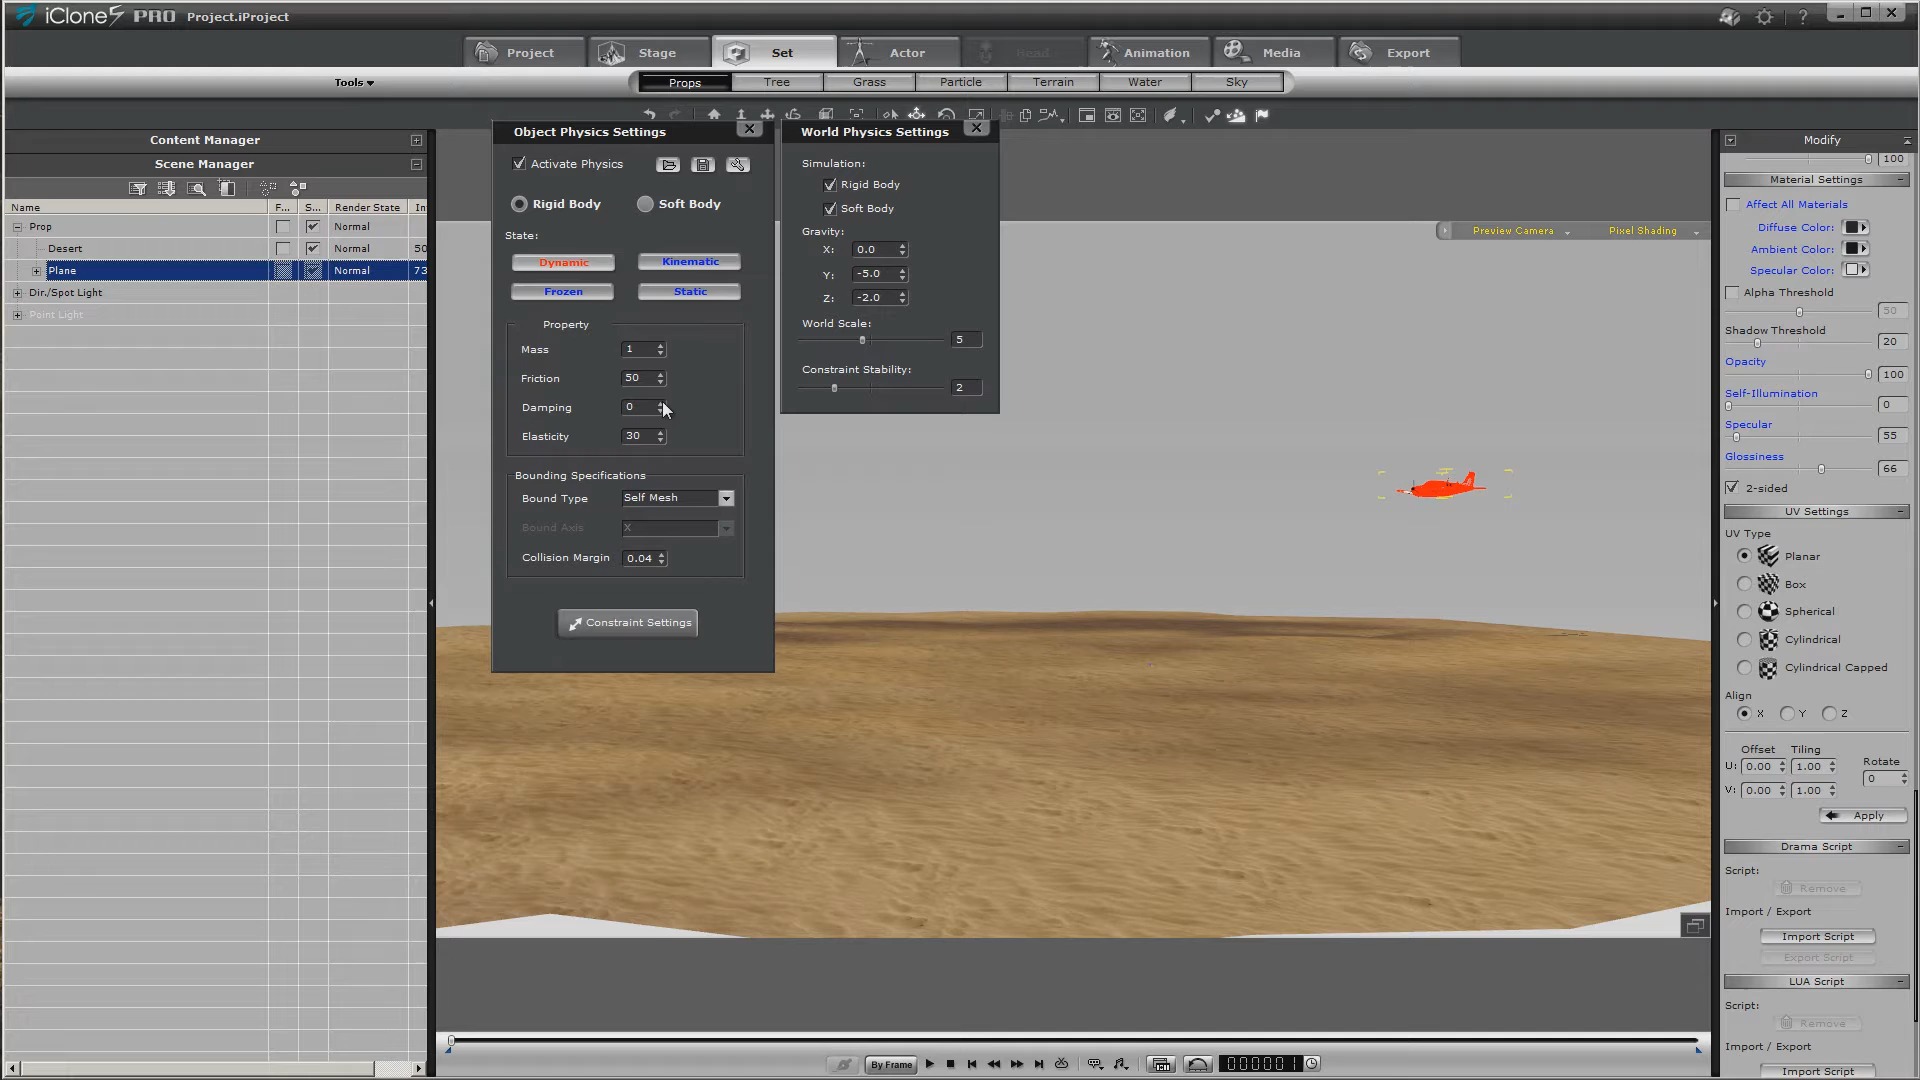 iClone5 PRO Project.iProject
Project Stage Set Actor Head Animation Media Export
Tools
Props Tree Grass Particle Terrain Water Sky
Content Manager
Scene Manager
Name F... S... Render State
Prop Normal
Desert Normal 50
Plane Normal 73
Dir./Spot Light
Point Light
Object Physics Settings
Activate Physics
Rigid Body Soft Body
State:
Dynamic Kinematic
Frozen Static
Property
Mass 1
Friction 50
Damping 0
Elasticity 30
Bounding Specifications
Bound Type Self Mesh
Bound Axis X
Collision Margin 0.04
Constraint Settings
World Physics Settings
Simulation:
Rigid Body
Soft Body
Gravity:
X: 0.0
Y: -5.0
Z: -2.0
World Scale:
5
Constraint Stability:
2
Preview Camera Pixel Shading
By Frame
000001
Modify
100
Material Settings
Affect All Materials
Diffuse Color:
Ambient Color:
Specular Color:
Alpha Threshold
50
Shadow Threshold
20
Opacity
100
Self-Illumination
0
Specular
55
Glossiness
66
2-sided
UV Settings
UV Type
Planar
Box
Spherical
Cylindrical
Cylindrical Capped
Align
X Y Z
Offset Tiling Rotate
U: 0.00 1.00 0
V: 0.00 1.00
Apply
Drama Script
Script:
Remove
Import / Export
Import Script
Export Script
LUA Script
Script:
Remove
Import / Export
Import Script